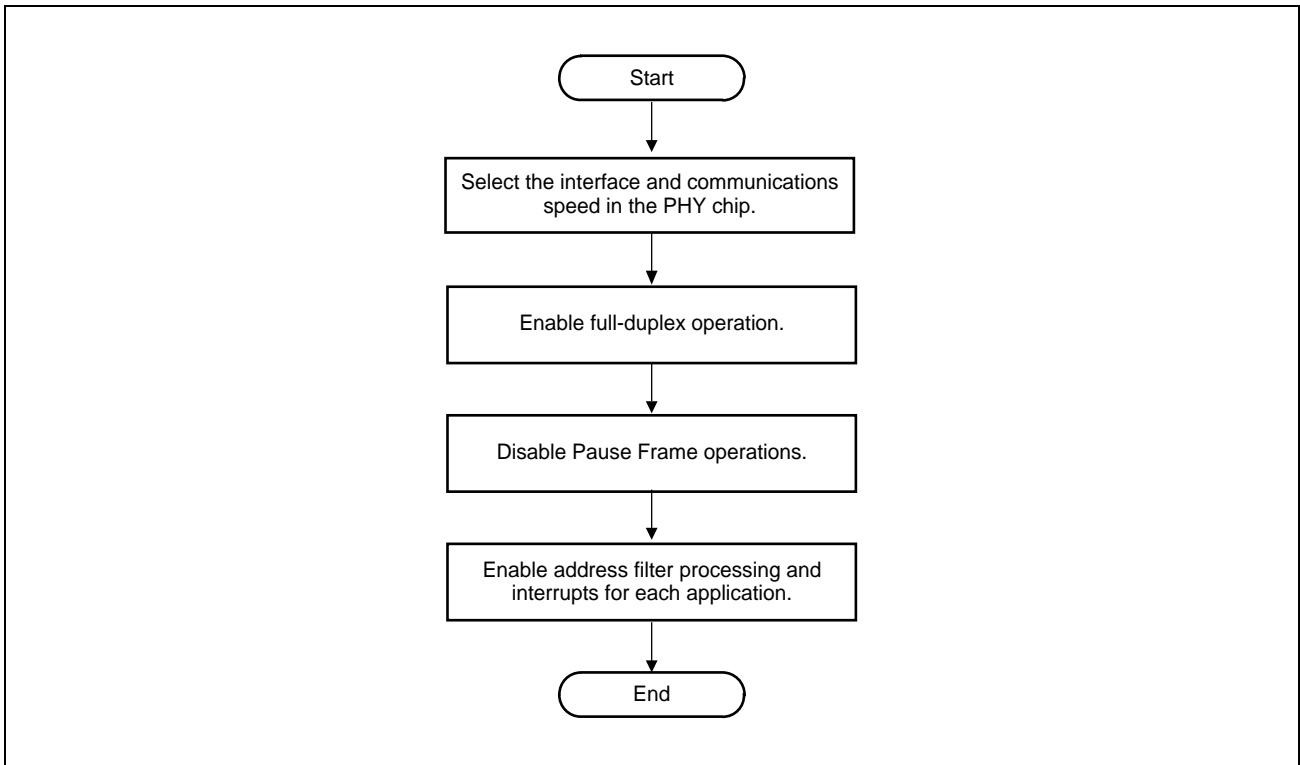 Start
Select the interface and communications
speed in the PHY chip.
Enable full-duplex operation.
Disable Pause Frame operations.
Enable address filter processing and
interrupts for each application.
End